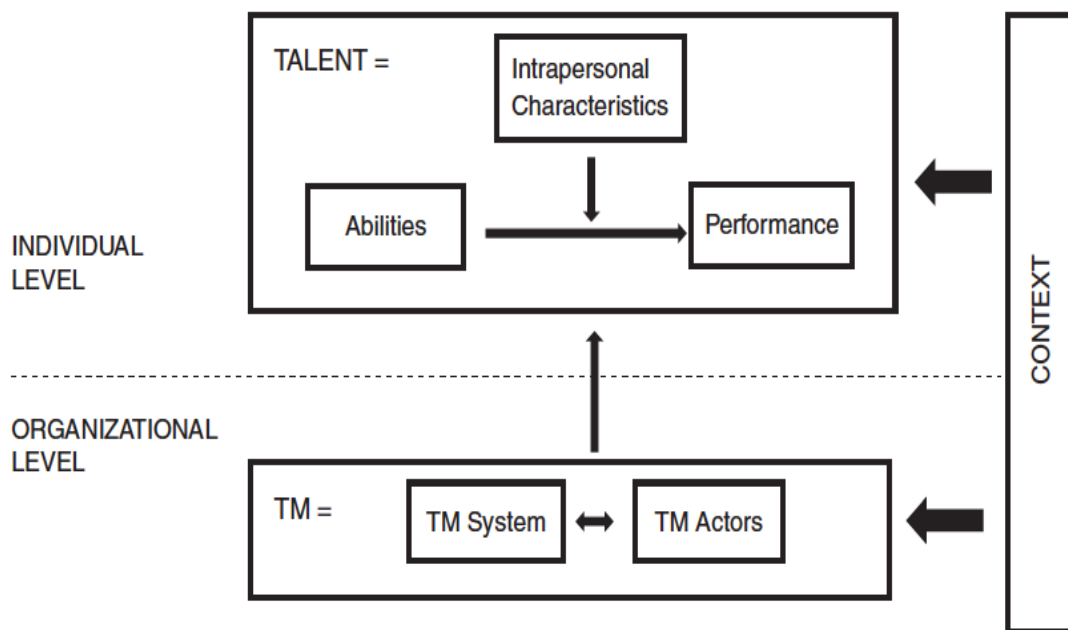 TALENT =
Intrapersonal
Characteristics
Abilities
Performance
INDIVIDUAL
LEVEL
CONTEXT
ORGANIZATIONAL
LEVEL
TM =
TM System
TM Actors